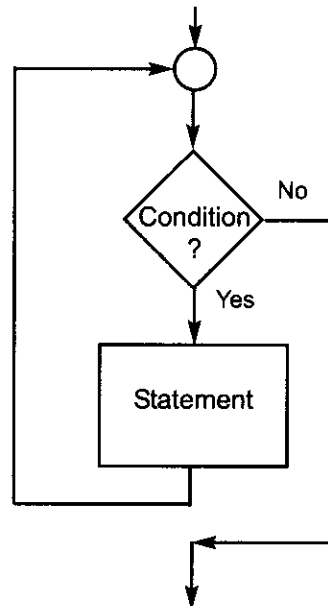 No
Condition
?
Yes
Statement